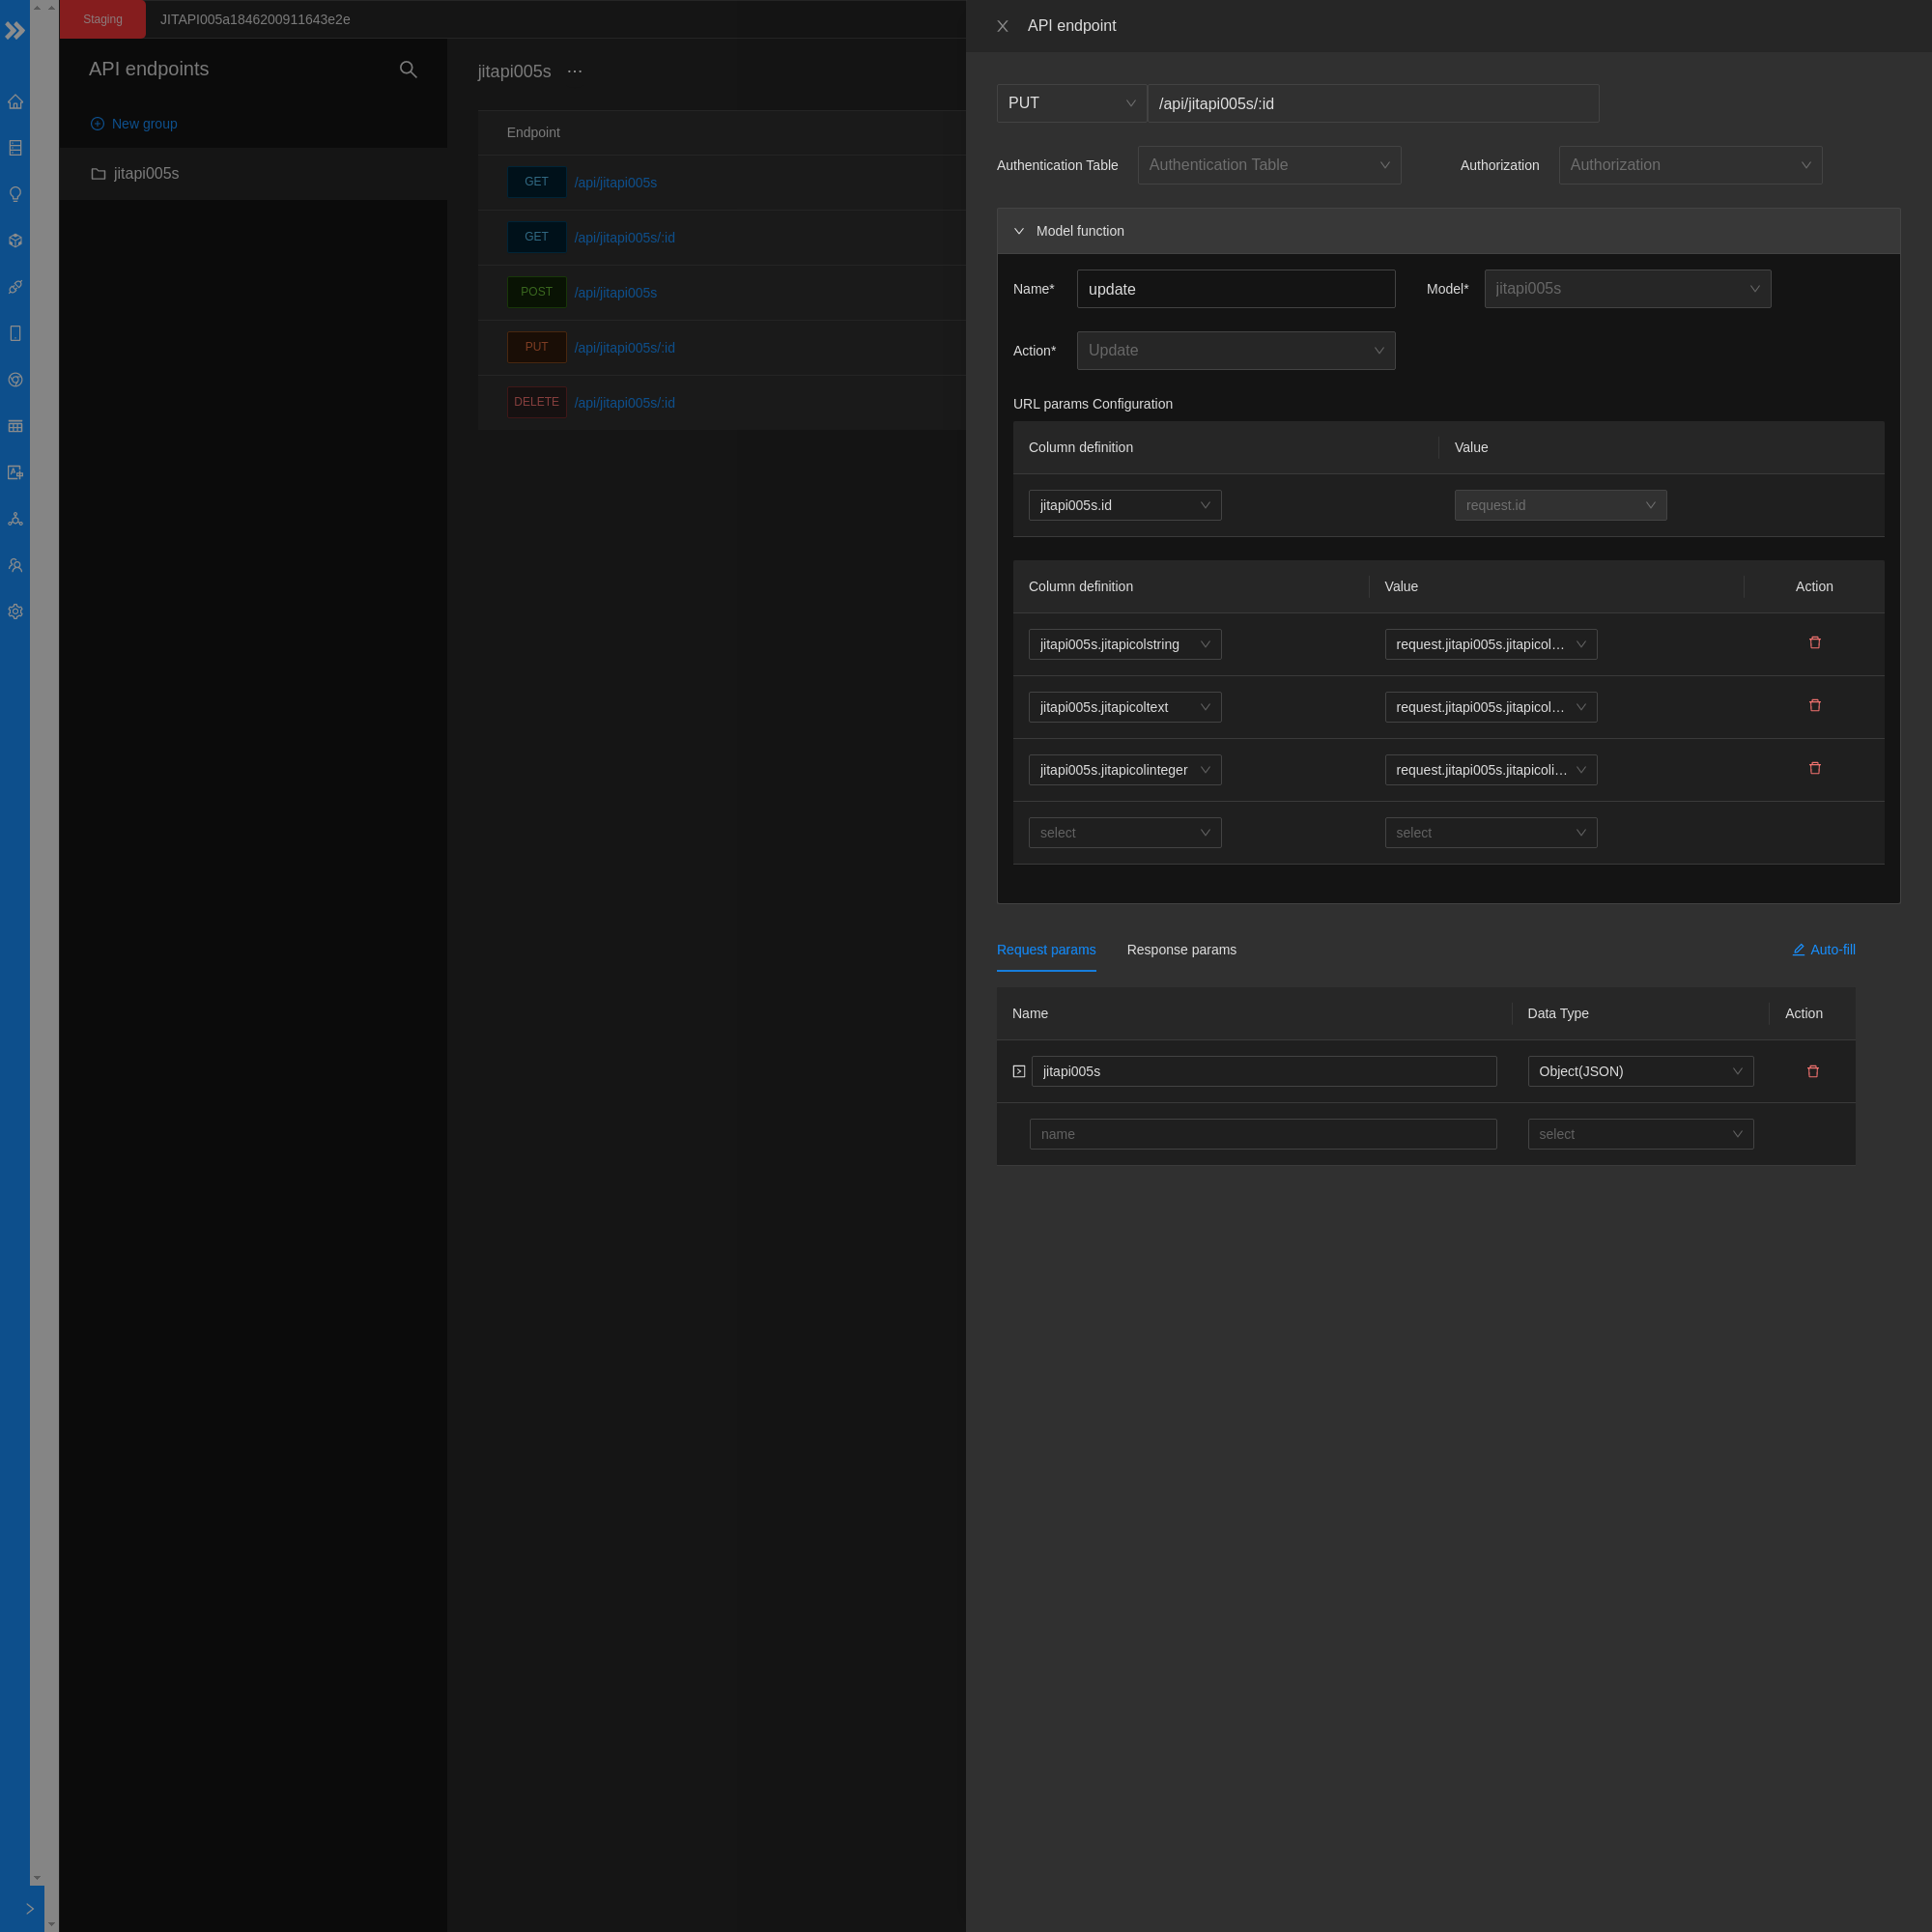 Staging
JITAPI005a1846200911643e2e
API endpoints
New group
jitapi005s
jitapi005s ···
Endpoint
GET /api/jitapi005s
GET /api/jitapi005s/:id
POST /api/jitapi005s
PUT /api/jitapi005s/:id
DELETE /api/jitapi005s/:id
API endpoint
PUT /api/jitapi005s/:id
Authentication Table Authentication Table Authorization Authorization
Model function
Name* update Model* jitapi005s
Action* Update
URL params Configuration
Column definition Value
jitapi005s.id request.id
Column definition Value Action
jitapi005s.jitapicolstring request.jitapi005s.jitapicol…
jitapi005s.jitapicoltext request.jitapi005s.jitapicol…
jitapi005s.jitapicolinteger request.jitapi005s.jitapicoli…
select select
Request params Response params Auto-fill
Name Data Type Action
jitapi005s Object(JSON)
name select